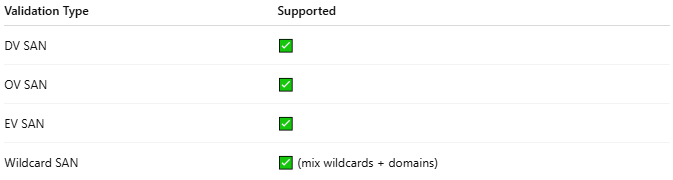 Validation Type Supported
DV SAN ✅
OV SAN ✅
EV SAN ✅
Wildcard SAN ✅ (mix wildcards + domains)